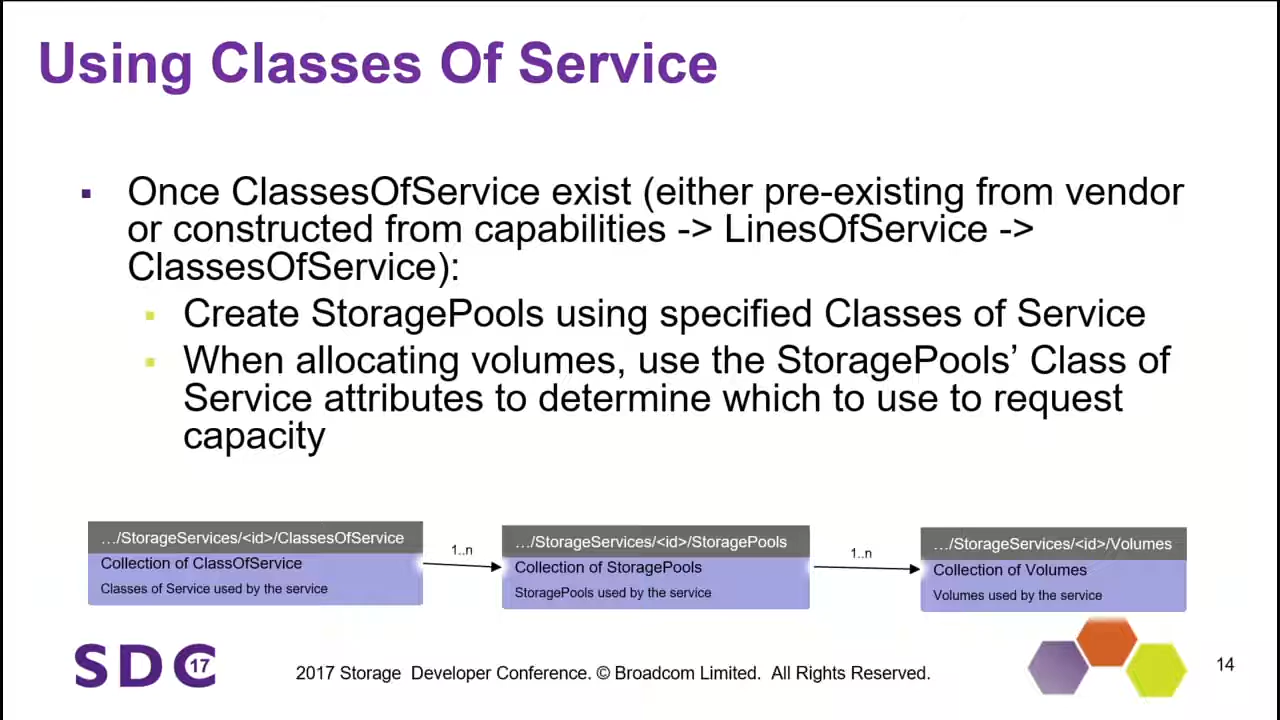 Using Classes Of Service
▪ Once ClassesOfService exist (either pre-existing from vendor
or constructed from capabilities -> LinesOfService ->
ClassesOfService):
▪ Create StoragePools using specified Classes of Service
▪ When allocating volumes, use the StoragePools’ Class of
Service attributes to determine which to use to request
capacity
…/StorageServices/<id>/ClassesOfService
Collection of ClassOfService
Classes of Service used by the service
1..n
…/StorageServices/<id>/StoragePools
Collection of StoragePools
StoragePools used by the service
1..n
…/StorageServices/<id>/Volumes
Collection of Volumes
Volumes used by the service
SDC 17
2017 Storage Developer Conference. © Broadcom Limited. All Rights Reserved.
14